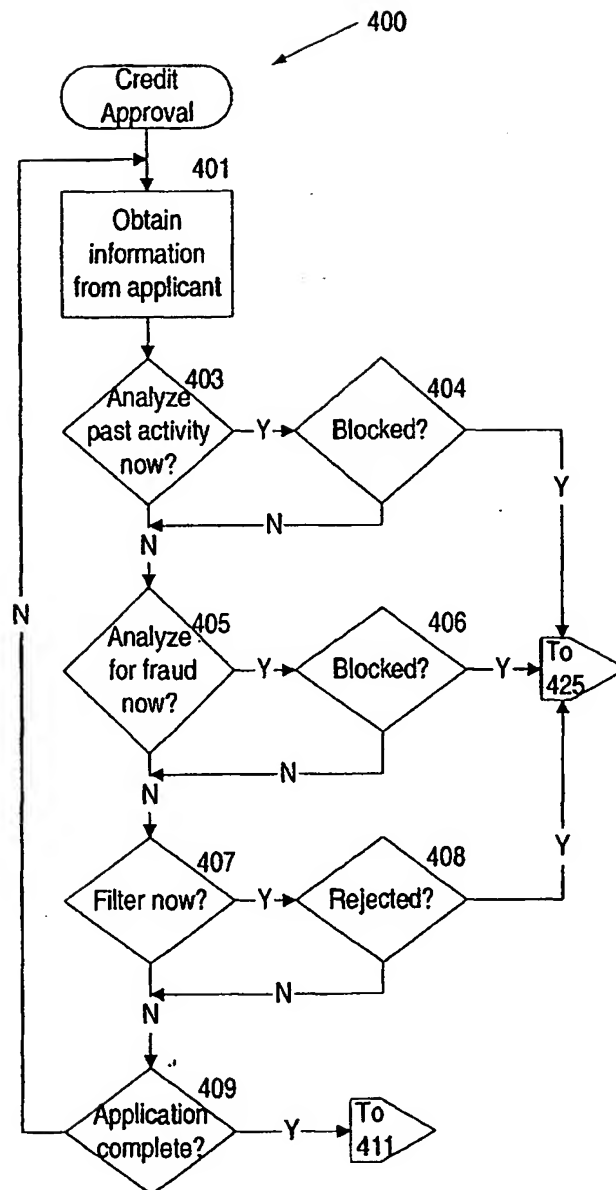 400
Credit
Approval
401
Obtain
information
from applicant
403
Analyze
past activity
now?
Y
404
Blocked?
Y
N
N
N
405
Analyze
for fraud
now?
Y
406
Blocked?
Y
To
425
N
N
407
Filter now?
Y
408
Rejected?
Y
N
N
409
Application
complete?
Y
To
411